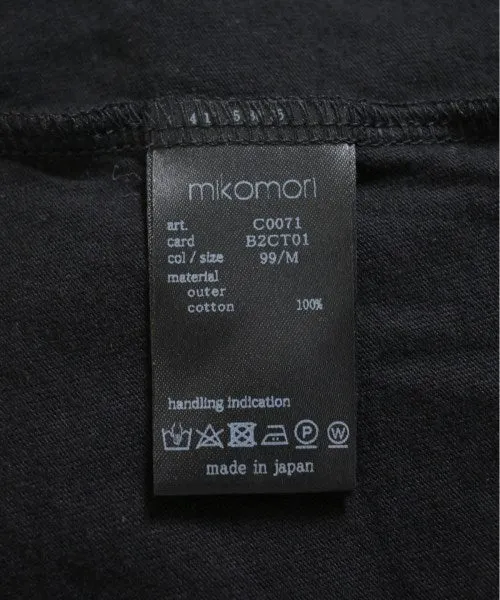 mikomori
art. C0071
card B2CT01
col / size 99/M
material
outer
cotton 100%
handling indication
P W
made in japan